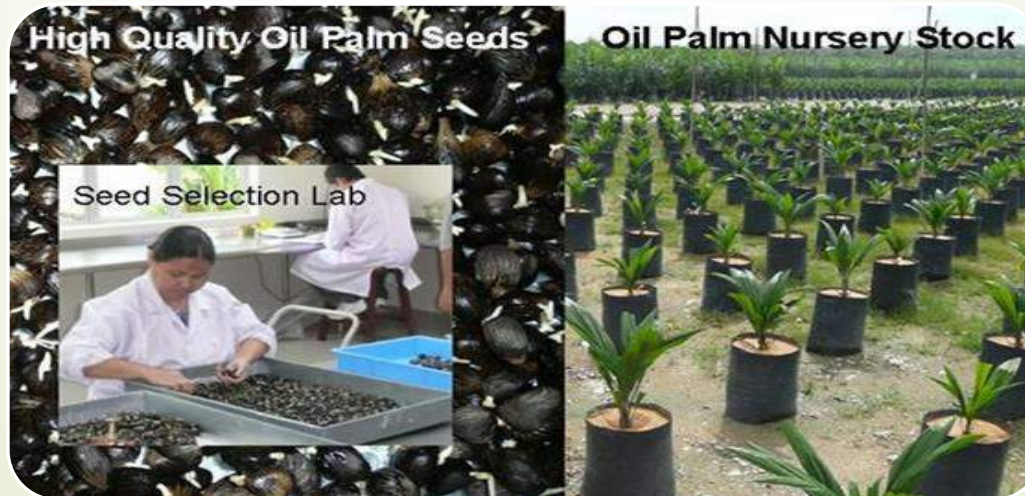 High Quality Oil Palm Seeds
Oil Palm Nursery Stock
Seed Selection Lab